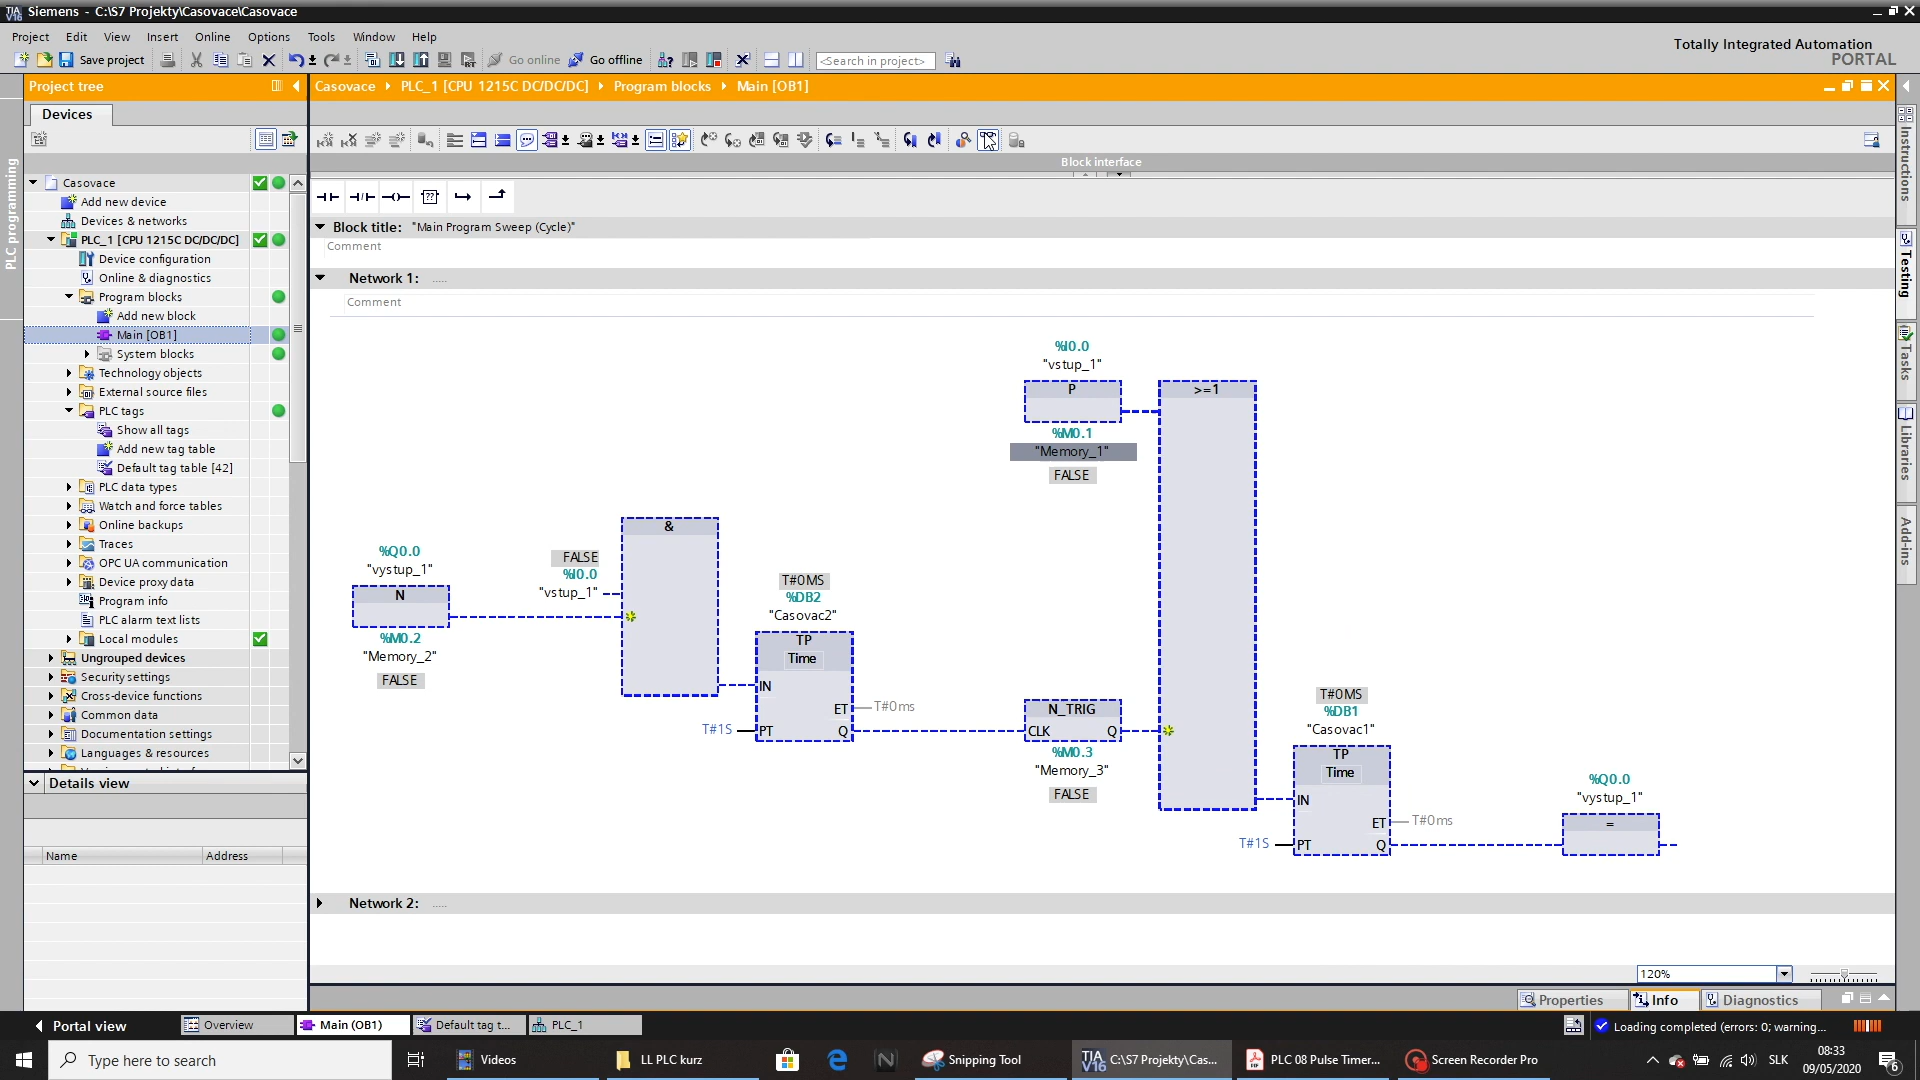 Siemens - C:\S7 Projekty\Casovace\Casovace
Project Edit View Insert Online Options Tools Window Help
Totally Integrated Automation
PORTAL
Save project
Go online
Go offline
<Search in project>
Project tree
Casovace PLC_1 [CPU 1215C DC/DC/DC] Program blocks Main [OB1]
Devices
PLC programming
Block interface
Casovace
Add new device
Devices & networks
PLC_1 [CPU 1215C DC/DC/DC]
Device configuration
Online & diagnostics
Program blocks
Add new block
Main [OB1]
System blocks
Technology objects
External source files
PLC tags
Show all tags
Add new tag table
Default tag table [42]
PLC data types
Watch and force tables
Online backups
Traces
OPC UA communication
Device proxy data
Program info
PLC alarm text lists
Local modules
Ungrouped devices
Security settings
Cross-device functions
Common data
Documentation settings
Languages & resources
Details view
Name Address
Block title: "Main Program Sweep (Cycle)"
Comment
Network 1: .....
Comment
%I0.0
"vstup_1"
P
>=1
%M0.1
"Memory_1"
FALSE
&
%Q0.0
"vystup_1"
N
%M0.2
"Memory_2"
FALSE
FALSE
%I0.0
"vstup_1"
T#0MS
%DB2
"Casovac2"
TP
Time
IN
ET T#0ms
T#1S PT Q
N_TRIG
CLK Q
%M0.3
"Memory_3"
FALSE
T#0MS
%DB1
"Casovac1"
TP
Time
IN
ET T#0ms
T#1S PT Q
%Q0.0
"vystup_1"
=
Network 2: .....
120%
Properties Info Diagnostics
Instructions
Testing
Tasks
Libraries
Add-ins
Portal view
Overview
Main (OB1)
Default tag t...
PLC_1
Loading completed (errors: 0; warning...
Type here to search
Videos
LL PLC kurz
Snipping Tool
C:\S7 Projekty\Cas...
PLC 08 Pulse Timer...
Screen Recorder Pro
SLK
08:33
09/05/2020
6